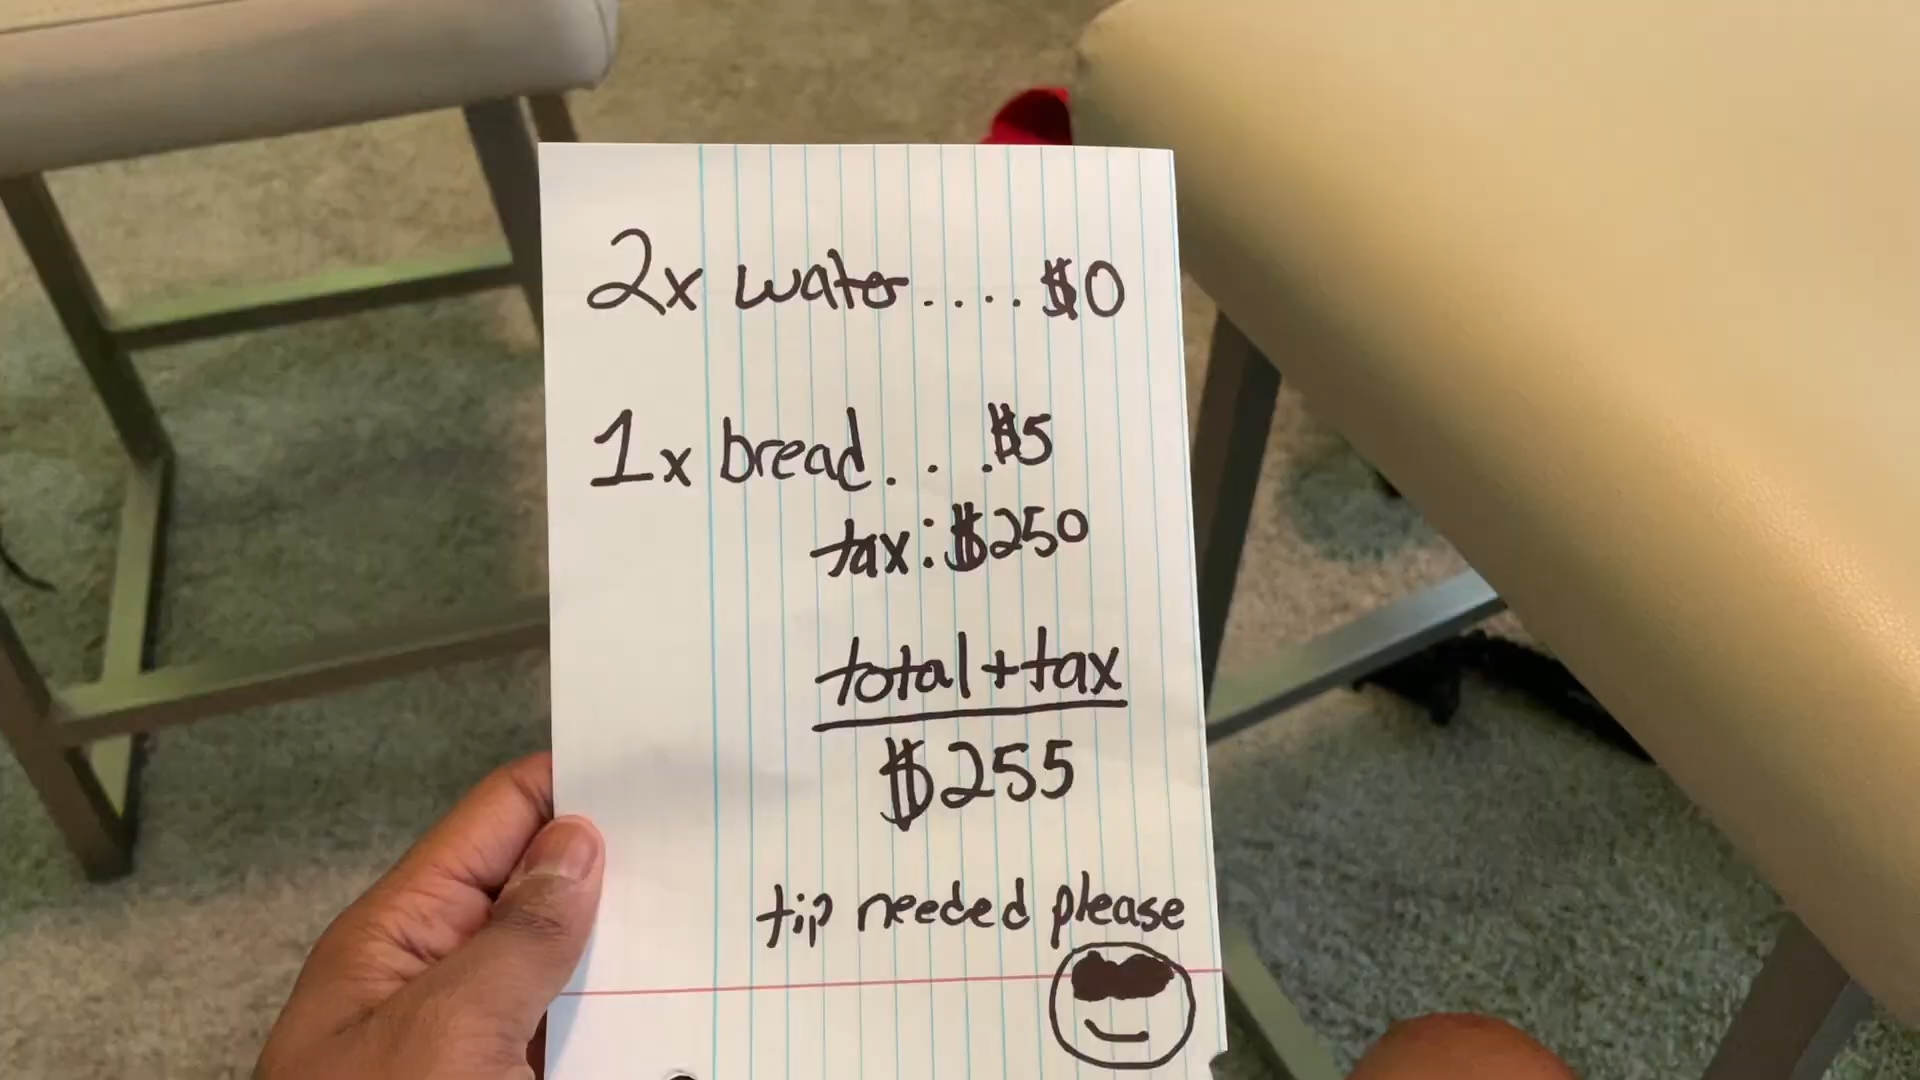 2x water....$0
1x bread...$5
tax:$250
total+tax
$255
tip needed please